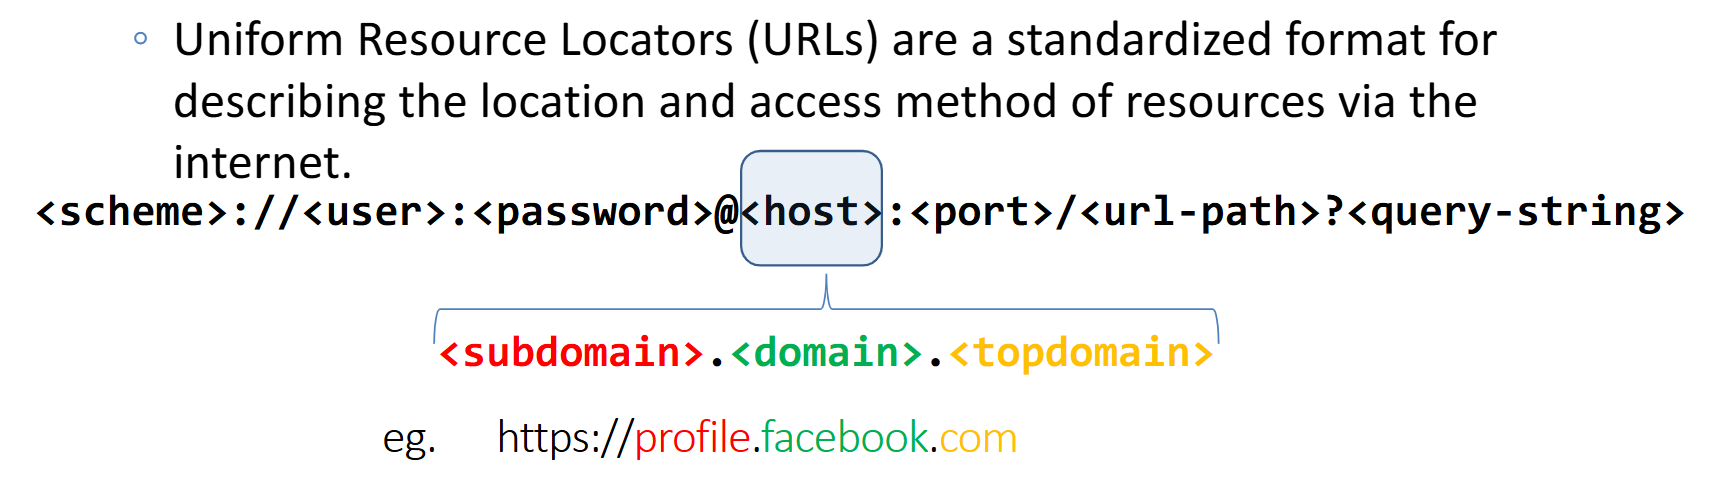 ◦ Uniform Resource Locators (URLs) are a standardized format for
describing the location and access method of resources via the
internet.
<scheme>://<user>:<password>@<host>:<port>/<url-path>?<query-string>
<subdomain>.<domain>.<topdomain>
eg. https://profile.facebook.com